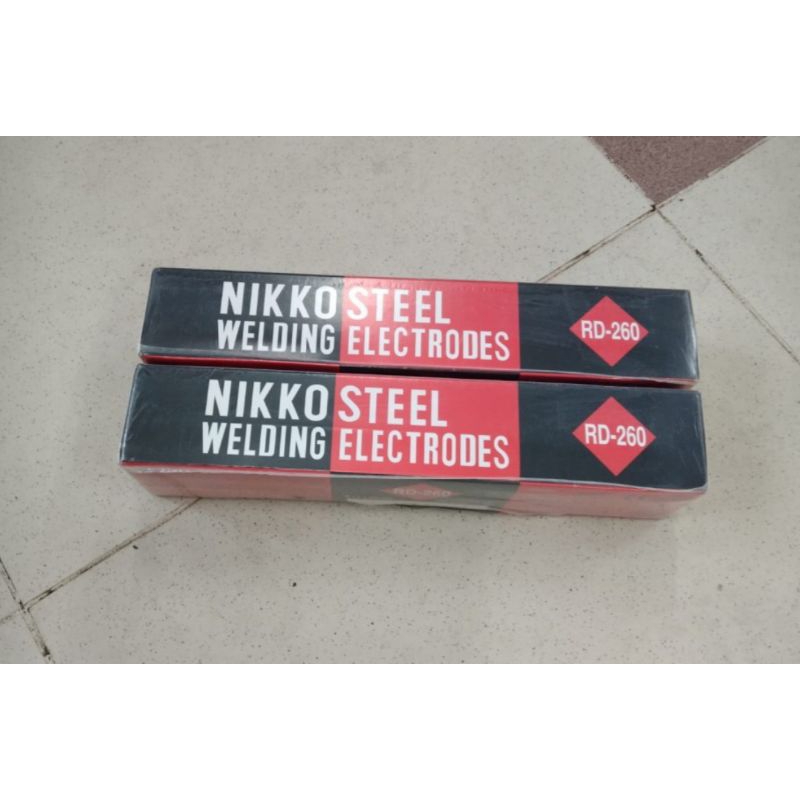 NIKKO STEEL
WELDING ELECTRODES
RD-260
NIKKO STEEL
WELDING ELECTRODES
RD-260
RD-260